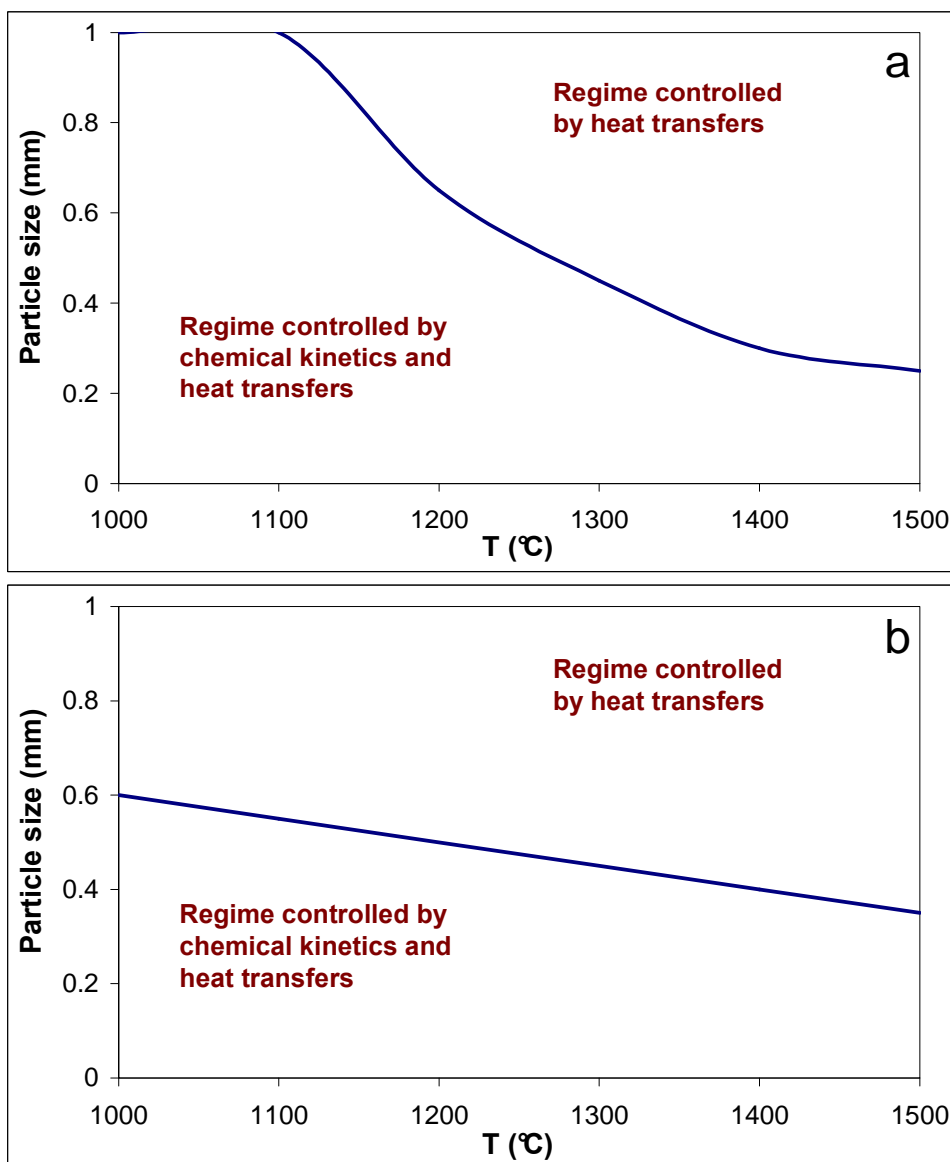 a
1
0.8
0.6
0.4
0.2
0
Particle size (mm)
Regime controlled
by heat transfers
Regime controlled by
chemical kinetics and
heat transfers
1000 1100 1200 1300 1400 1500
T (°C)
b
1
0.8
0.6
0.4
0.2
0
Particle size (mm)
Regime controlled
by heat transfers
Regime controlled by
chemical kinetics and
heat transfers
1000 1100 1200 1300 1400 1500
T (°C)